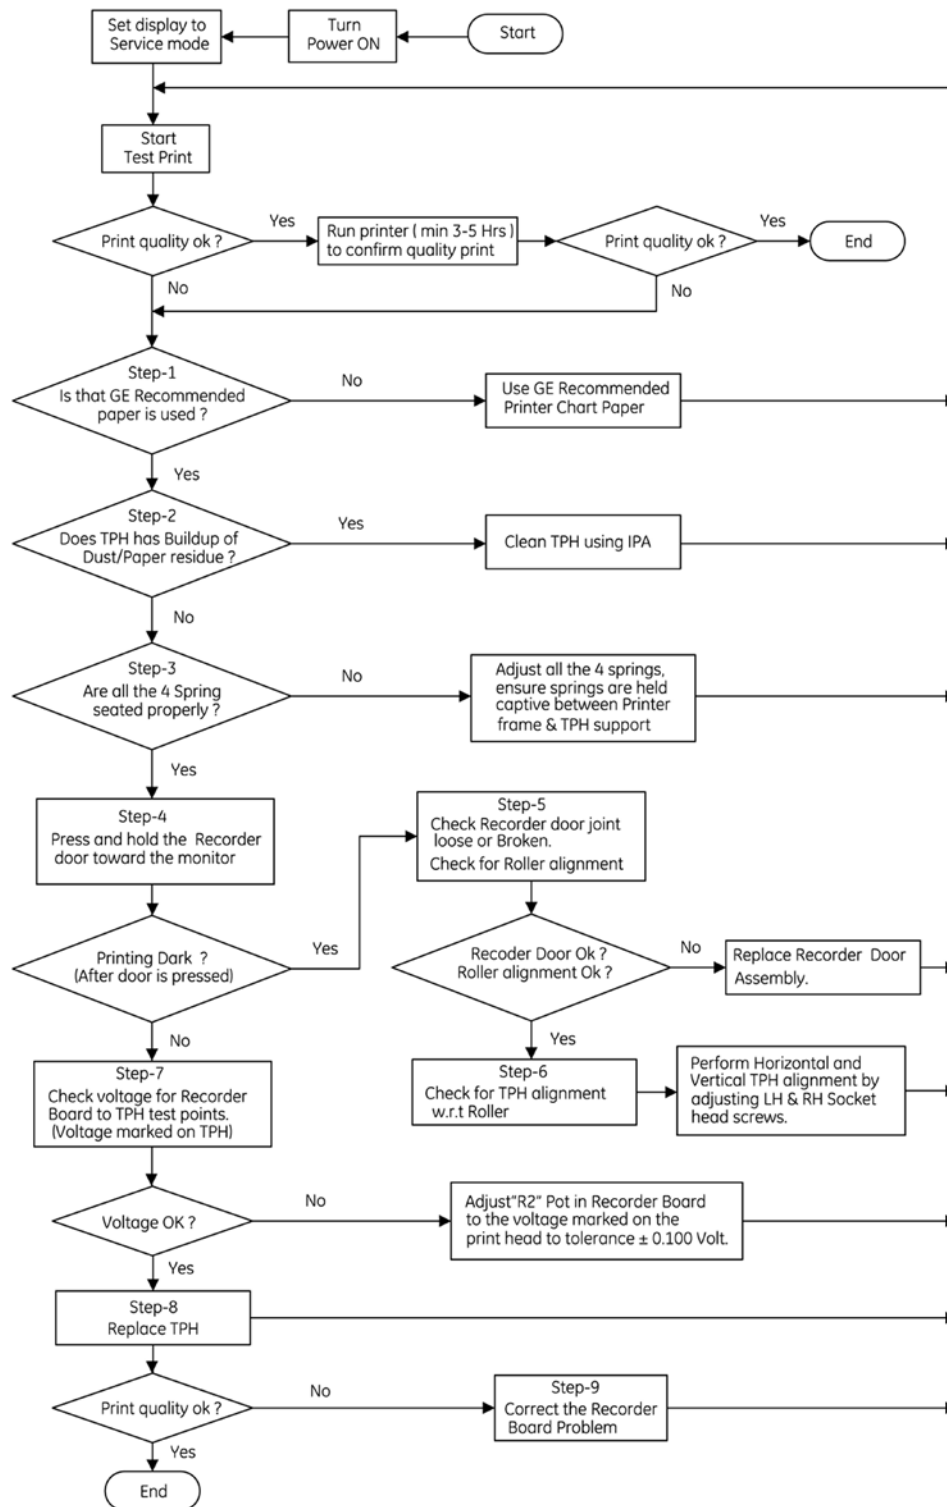 Start
Turn
Power ON
Set display to
Service mode
Start
Test Print
Print quality ok ?
Yes
Run printer ( min 3-5 Hrs )
to confirm quality print
Print quality ok ?
Yes
End
No
No
Step-1
Is that GE Recommended
paper is used ?
No
Use GE Recommended
Printer Chart Paper
Yes
Step-2
Does TPH has Buildup of
Dust/Paper residue ?
Yes
Clean TPH using IPA
No
Step-3
Are all the 4 Spring
seated properly ?
No
Adjust all the 4 springs,
ensure springs are held
captive between Printer
frame & TPH support
Yes
Step-4
Press and hold the Recorder
door toward the monitor
Step-5
Check Recorder door joint
loose or Broken.
Check for Roller alignment
Printing Dark ?
(After door is pressed)
Yes
Recoder Door Ok ?
Roller alignment Ok ?
No
Replace Recorder Door
Assembly.
No
Yes
Step-7
Check voltage for Recorder
Board to TPH test points.
(Voltage marked on TPH)
Step-6
Check for TPH alignment
w.r.t Roller
Perform Horizontal and
Vertical TPH alignment by
adjusting LH & RH Socket
head screws.
Voltage OK ?
No
Adjust"R2" Pot in Recorder Board
to the voltage marked on the
print head to tolerance ± 0.100 Volt.
Yes
Step-8
Replace TPH
Print quality ok ?
No
Step-9
Correct the Recorder
Board Problem
Yes
End